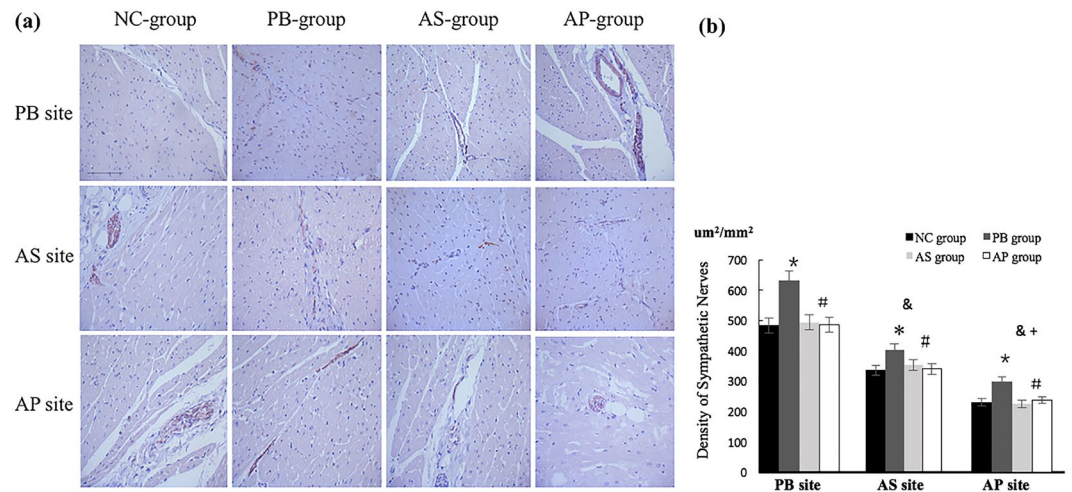 (a)
NC-group PB-group AS-group AP-group
PB site
AS site
AP site
(b)
um²/mm²
NC group PB group
AS group AP group
Density of Sympathetic Nerves
700
600
500
400
300
200
100
0
* #
& * #
& + * #
PB site AS site AP site